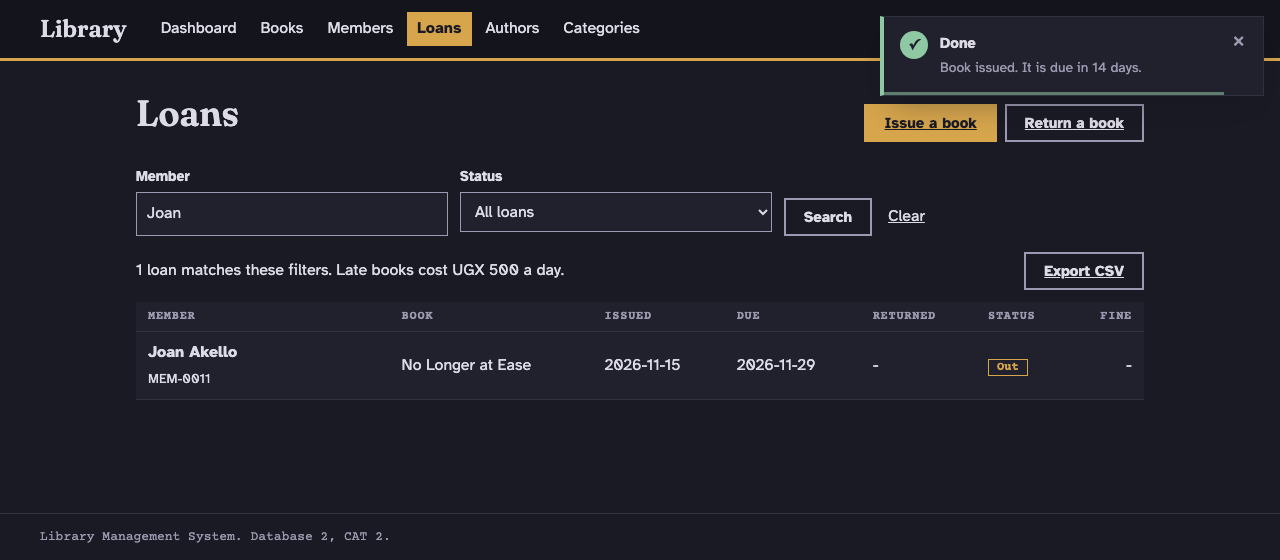 Library Dashboard Books Members Loans Authors Categories
✓ Done ×
Book issued. It is due in 14 days.
Loans
Issue a book Return a book
Member Status
Joan All loans Search Clear
1 loan matches these filters. Late books cost UGX 500 a day. Export CSV
MEMBER BOOK ISSUED DUE RETURNED STATUS FINE
Joan Akello
MEM-0011
No Longer at Ease 2026-11-15 2026-11-29 - Out -
Library Management System. Database 2, CAT 2.